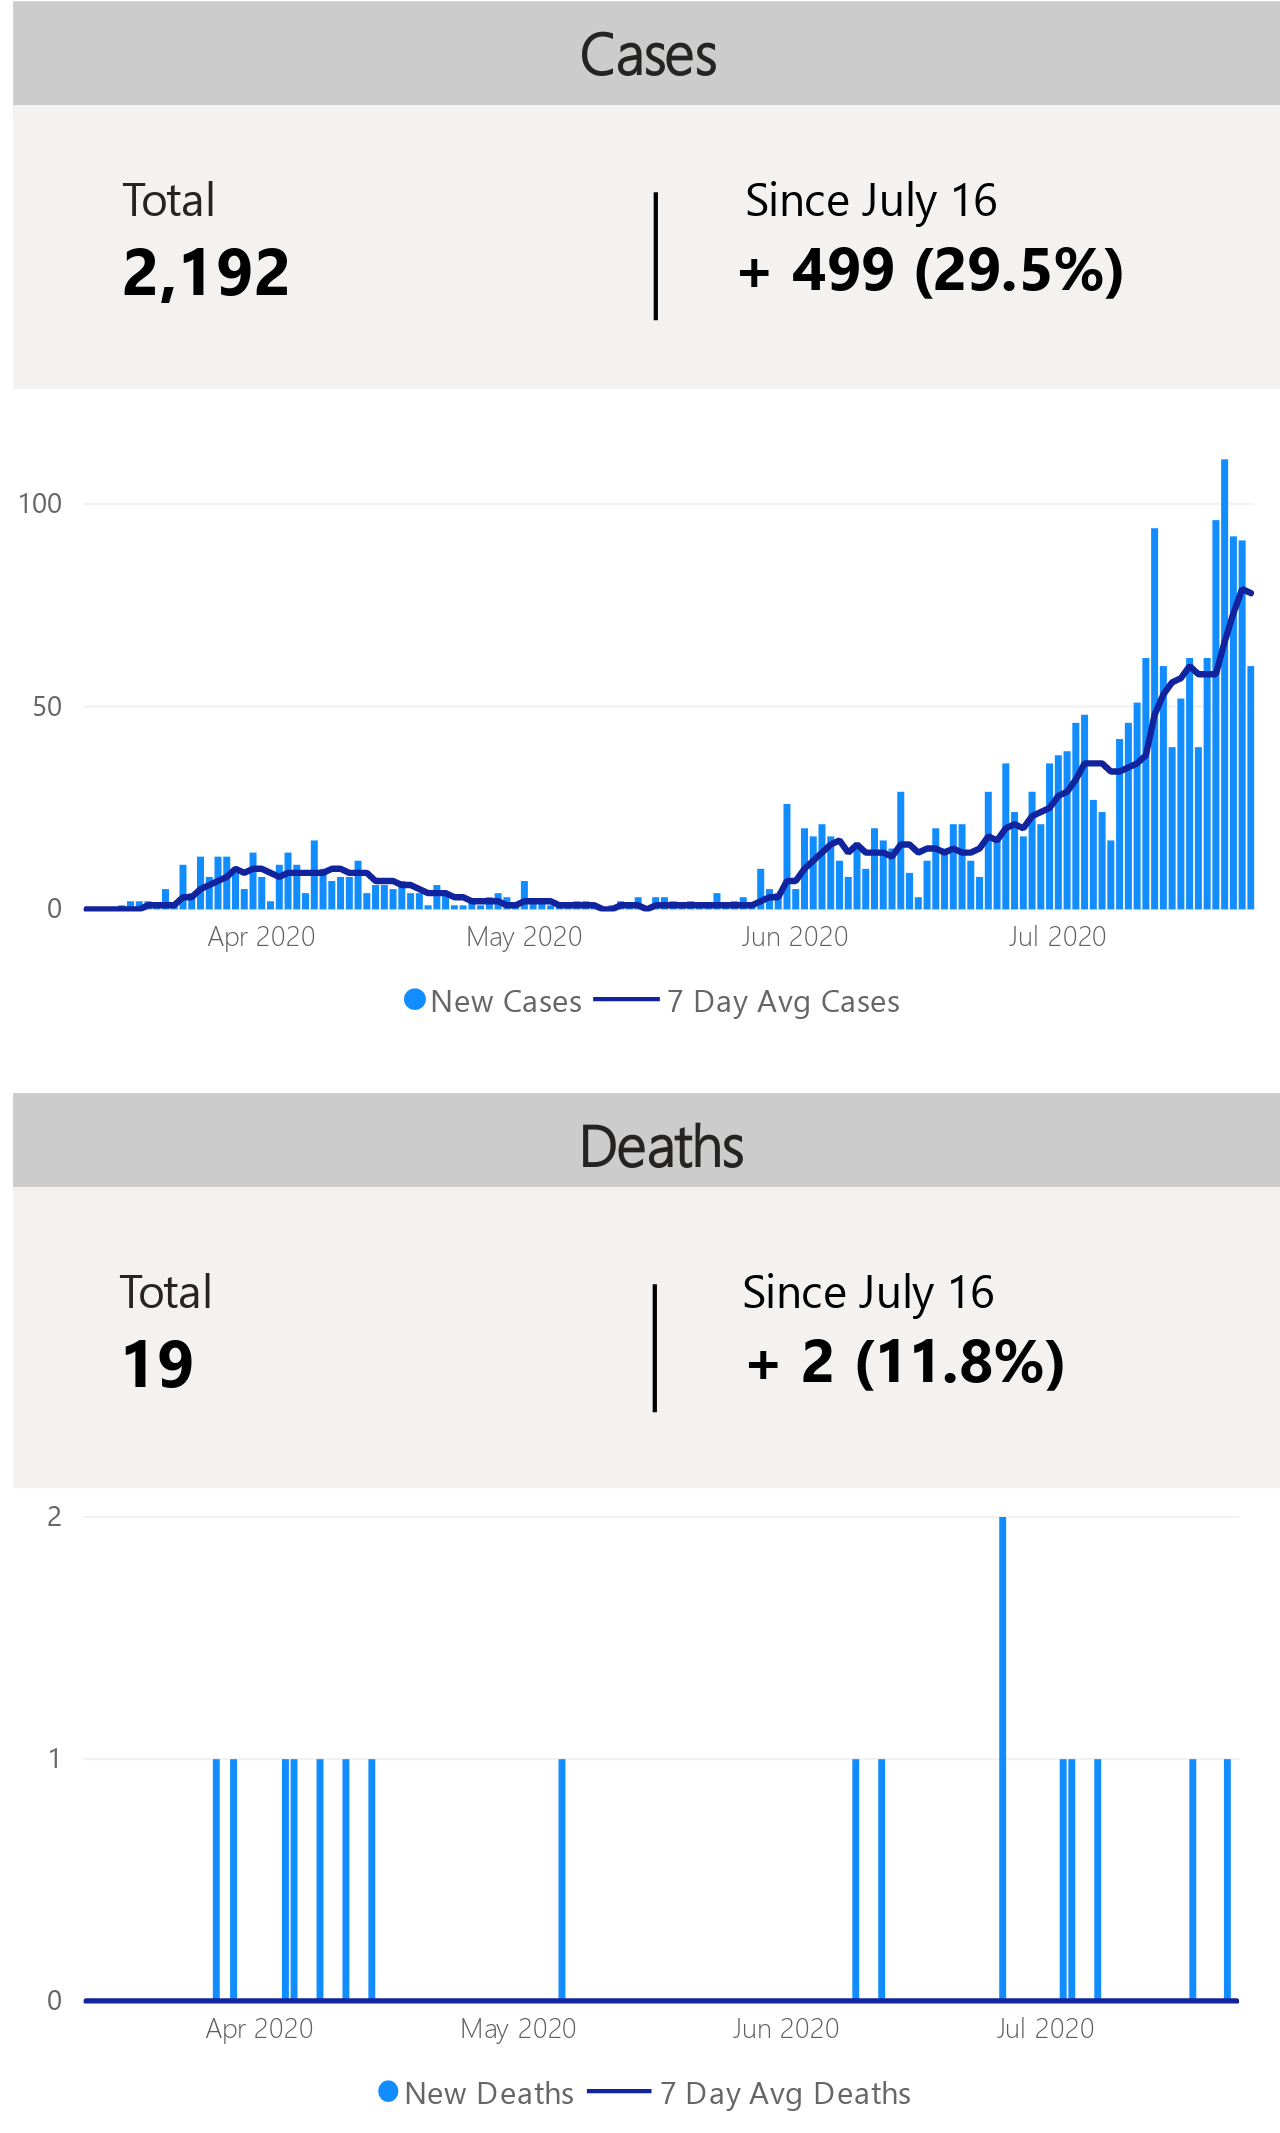 Cases
Total
Since July 16
2,192
+ 499 (29.5%)
100
50
0
Apr 2020
May 2020
Jun 2020
Jul 2020
New Cases
7 Day Avg Cases
Deaths
Total
Since July 16
19
+ 2 (11.8%)
2
1
0
Apr 2020
May 2020
Jun 2020
Jul 2020
New Deaths
7 Day Avg Deaths